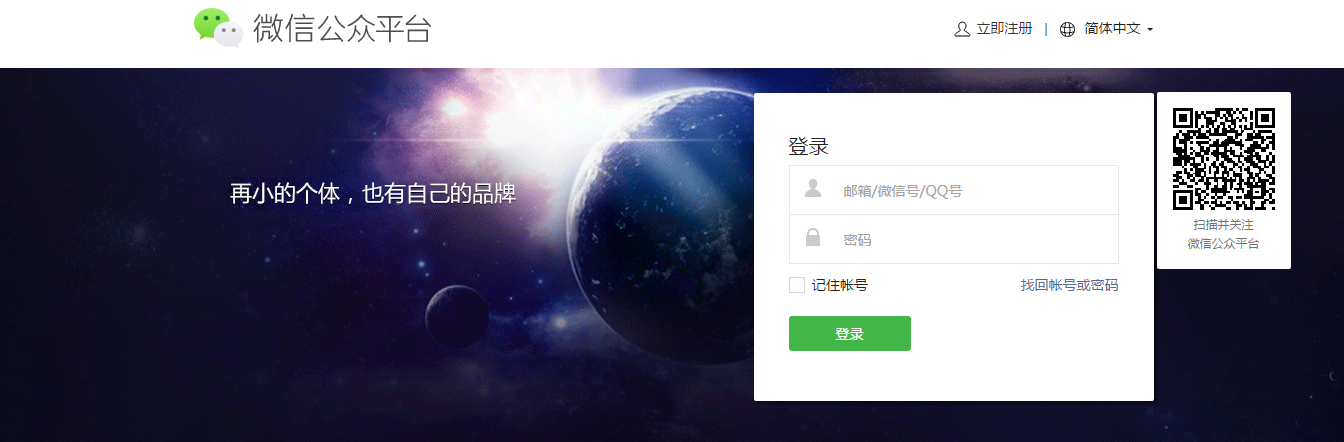 微信公众平台
立即注册 | 简体中文
再小的个体，也有自己的品牌
登录
邮箱/微信号/QQ号
密码
记住帐号 找回帐号或密码
登录
扫描并关注
微信公众平台